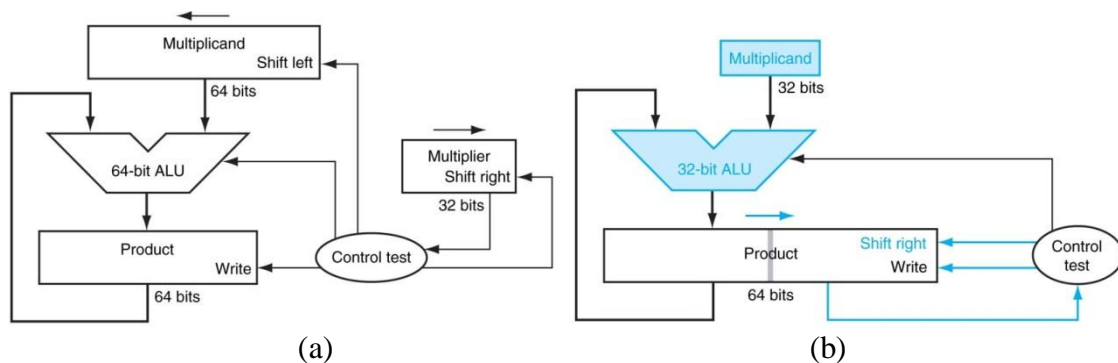 Multiplicand
Shift left
64 bits
64-bit ALU
Multiplier
Shift right
32 bits
Product
Write
Control test
64 bits
(a)
Multiplicand
32 bits
32-bit ALU
Product
Shift right
Write
Control
test
64 bits
(b)